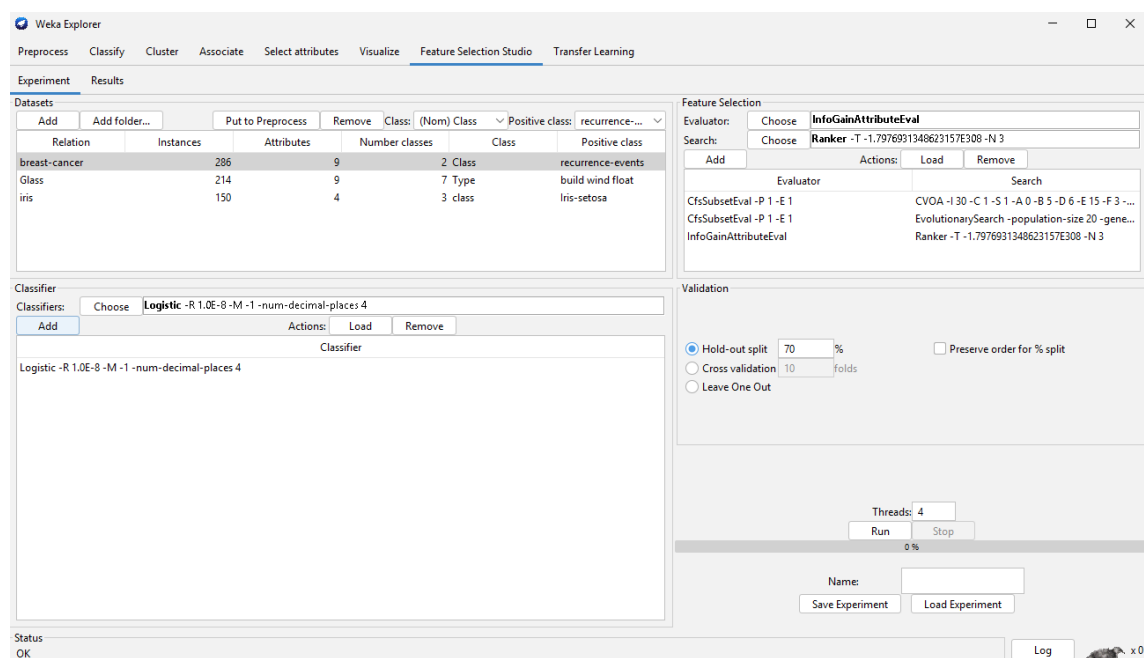 Weka Explorer
Preprocess Classify Cluster Associate Select attributes Visualize Feature Selection Studio Transfer Learning
Experiment Results
Datasets
Add Add folder... Put to Preprocess Remove Class: (Nom) Class Positive class: recurrence-...
Relation Instances Attributes Number classes Class Positive class
breast-cancer 286 9 2 Class recurrence-events
Glass 214 9 7 Type build wind float
iris 150 4 3 class Iris-setosa
Feature Selection
Evaluator: Choose InfoGainAttributeEval
Search: Choose Ranker -T -1.7976931348623157E308 -N 3
Add Actions: Load Remove
Evaluator Search
CfsSubsetEval -P 1 -E 1 CVOA -I 30 -C 1 -S 1 -A 0 -B 5 -D 6 -E 15 -F 3 -...
CfsSubsetEval -P 1 -E 1 EvolutionarySearch -population-size 20 -gene...
InfoGainAttributeEval Ranker -T -1.7976931348623157E308 -N 3
Classifier
Classifiers: Choose Logistic -R 1.0E-8 -M -1 -num-decimal-places 4
Add Actions: Load Remove
Classifier
Logistic -R 1.0E-8 -M -1 -num-decimal-places 4
Validation
Hold-out split 70 % Preserve order for % split
Cross validation 10 folds
Leave One Out
Threads: 4
Run Stop
0 %
Name:
Save Experiment Load Experiment
Status
OK
Log x 0